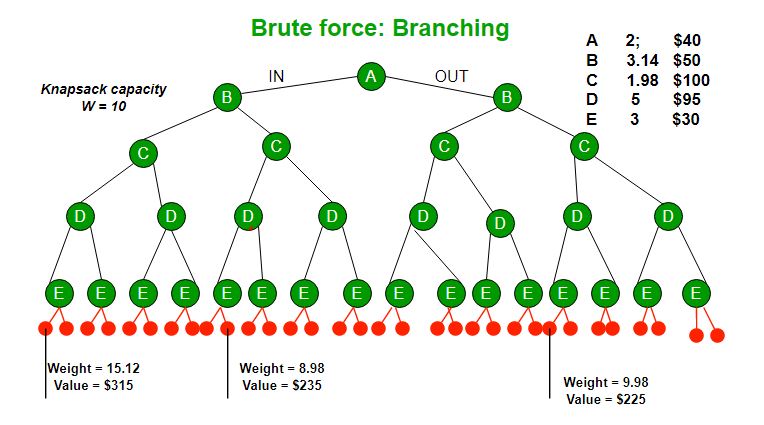 Brute force: Branching
A 2; $40
B 3.14 $50
C 1.98 $100
D 5 $95
E 3 $30
Knapsack capacity
W = 10
IN A OUT
B B
C C C C
D D D D D D D D
E E E E E E E E E E E E E E E E
Weight = 15.12
Value = $315
Weight = 8.98
Value = $235
Weight = 9.98
Value = $225